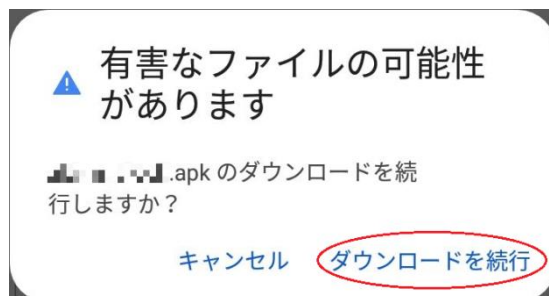 有害なファイルの可能性
があります
.apk のダウンロードを続
行しますか？
キャンセル ダウンロードを続行